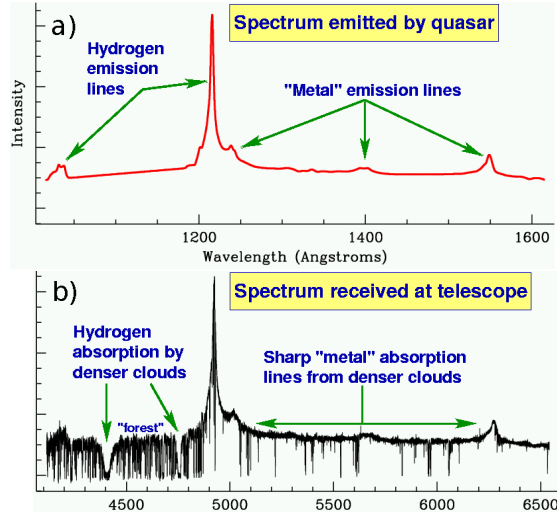 a)
Spectrum emitted by quasar
Hydrogen
emission
lines
"Metal" emission lines
Intensity
1200
1400
1600
Wavelength (Angstroms)
b)
Spectrum received at telescope
Hydrogen
absorption by
denser clouds
Sharp "metal" absorption
lines from denser clouds
"forest"
4500
5000
5500
6000
6500